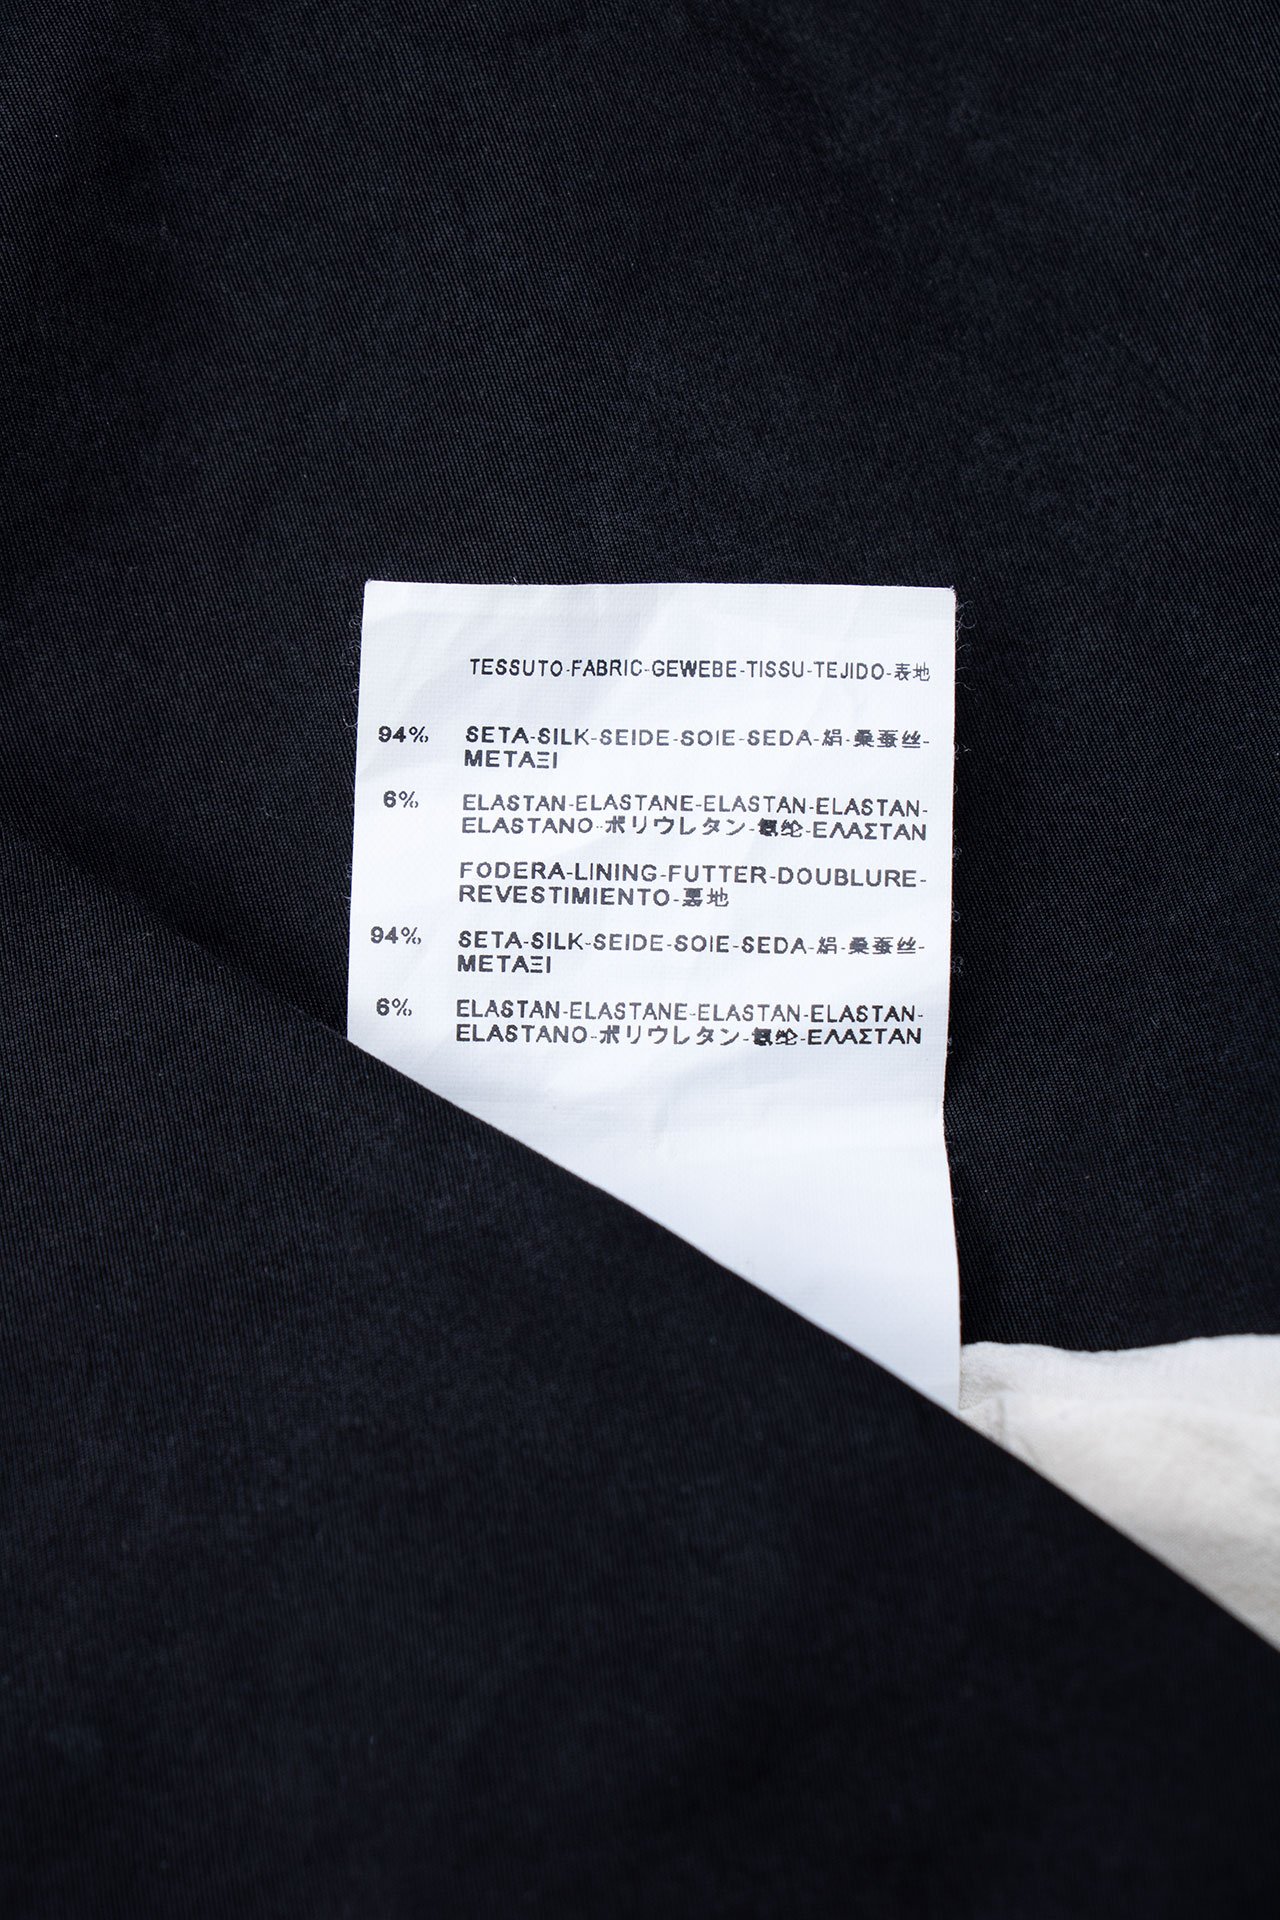 TESSUTO-FABRIC-GEWEBE-TISSU-TEJIDO-表地
94% SETA-SILK-SEIDE-SOIE-SEDA-絹-桑蚕丝-
ΜΕΤΑΞΙ
6% ELASTAN-ELASTANE-ELASTAN-ELASTAN-
ELASTANO-ポリウレタン-氨纶-ΕΛΑΣΤΑΝ
FODERA-LINING-FUTTER-DOUBLURE-
REVESTIMIENTO-裏地
94% SETA-SILK-SEIDE-SOIE-SEDA-絹-桑蚕丝-
ΜΕΤΑΞΙ
6% ELASTAN-ELASTANE-ELASTAN-ELASTAN-
ELASTANO-ポリウレタン-氨纶-ΕΛΑΣΤΑΝ